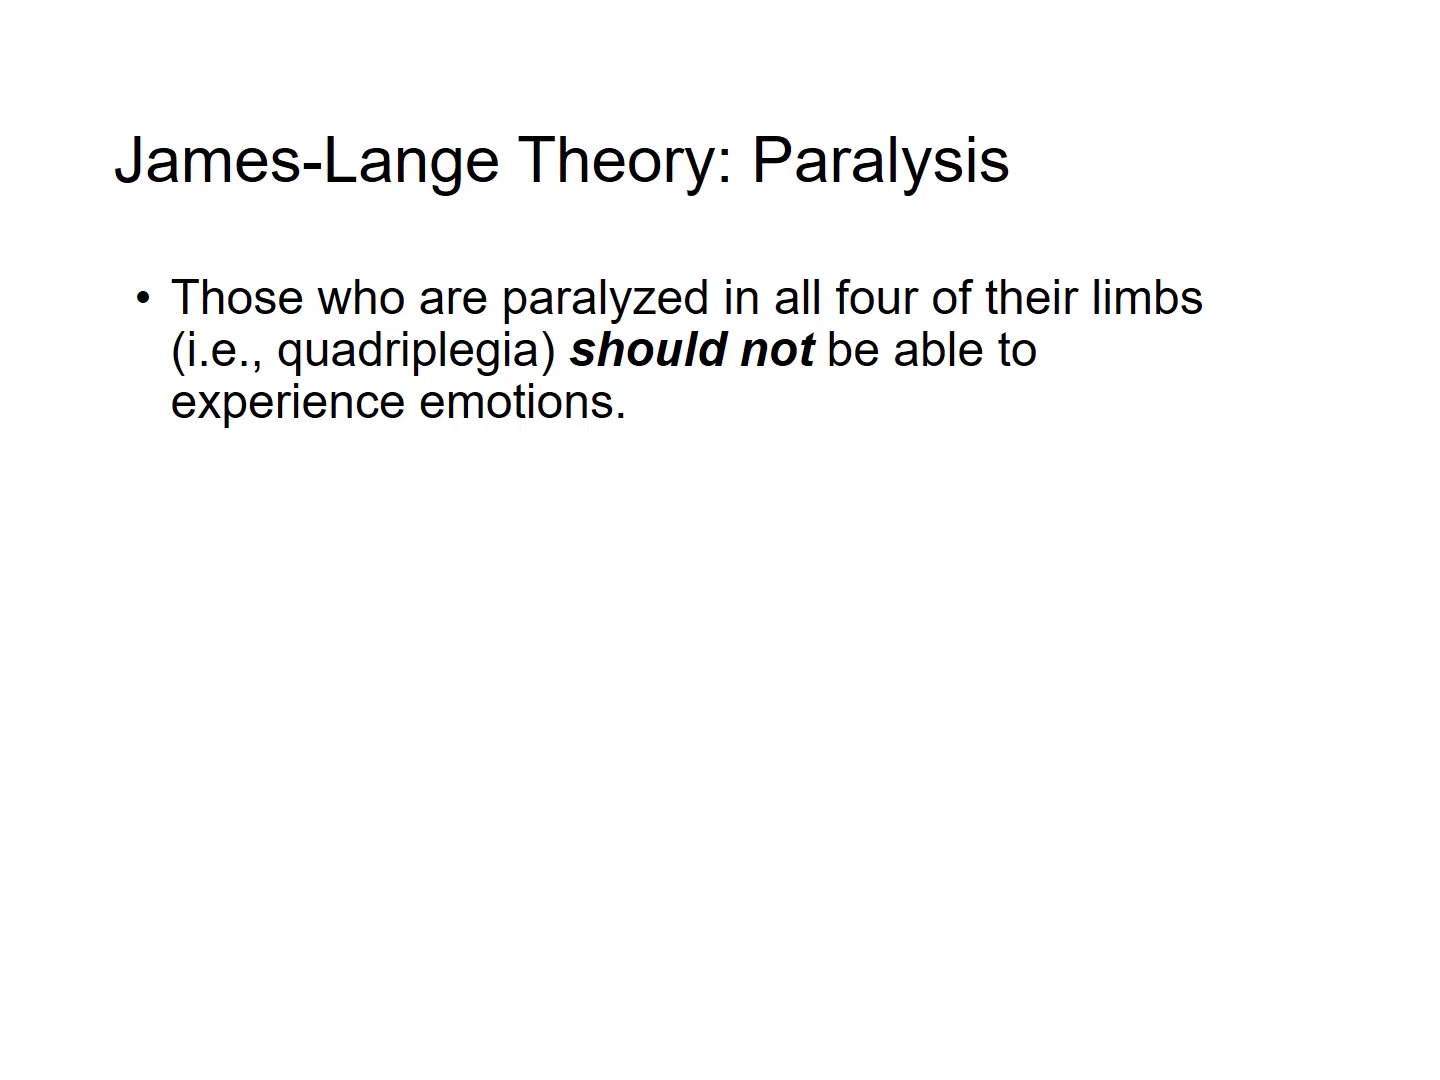 James-Lange Theory: Paralysis
• Those who are paralyzed in all four of their limbs
(i.e., quadriplegia) should not be able to
experience emotions.